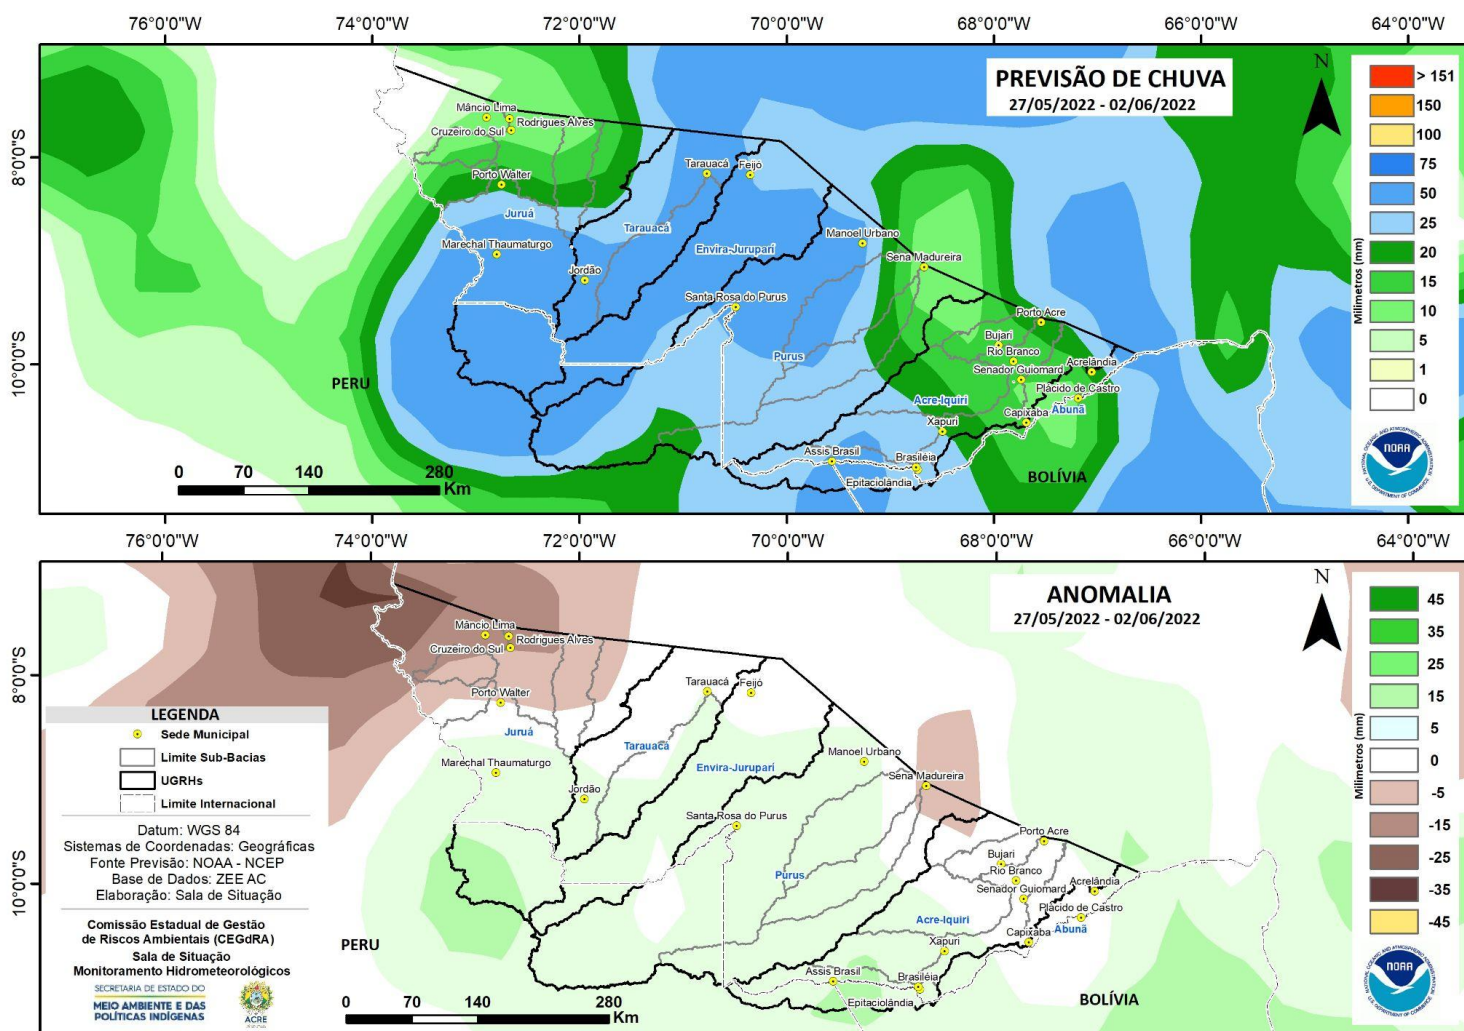 76°0'0"W 74°0'0"W 72°0'0"W 70°0'0"W 68°0'0"W 66°0'0"W 64°0'0"W
PREVISÃO DE CHUVA
27/05/2022 - 02/06/2022
N
8°0'0"S
10°0'0"S
Mâncio Lima
Rodrigues Alves
Cruzeiro do Sul
Porto Walter
Tarauacá
Feijó
Juruá
Tarauacá
Marechal Thaumaturgo
Envira-Jurupari
Manoel Urbano
Sena Madureira
Jordão
Santa Rosa do Purus
Porto Acre
Bujari
Rio Branco
Purus
Senador Guiomard
Acrelândia
Plácido de Castro
PERU
Acre-Iquiri
Abunã
Xapuri
Capixaba
Assis Brasil
Brasiléia
Epitaciolândia
BOLÍVIA
0 70 140 280
Km
Milimetros (mm)
> 151
150
100
75
50
25
20
15
10
5
1
0
NOAA
76°0'0"W 74°0'0"W 72°0'0"W 70°0'0"W 68°0'0"W 66°0'0"W 64°0'0"W
ANOMALIA
27/05/2022 - 02/06/2022
N
8°0'0"S
10°0'0"S
Mâncio Lima
Rodrigues Alves
Cruzeiro do Sul
Porto Walter
Tarauacá
Feijó
Juruá
Tarauacá
Marechal Thaumaturgo
Envira-Jurupari
Manoel Urbano
Sena Madureira
Jordão
Santa Rosa do Purus
Porto Acre
Bujari
Rio Branco
Purus
Senador Guiomard
Acrelândia
Plácido de Castro
PERU
Acre-Iquiri
Abunã
Xapuri
Capixaba
Assis Brasil
Brasiléia
Epitaciolândia
BOLÍVIA
0 70 140 280
Km
Milimetros (mm)
45
35
25
15
5
0
-5
-15
-25
-35
-45
NOAA
LEGENDA
Sede Municipal
Limite Sub-Bacias
UGRHs
Limite Internacional
Datum: WGS 84
Sistemas de Coordenadas: Geográficas
Fonte Previsão: NOAA - NCEP
Base de Dados: ZEE AC
Elaboração: Sala de Situação
Comissão Estadual de Gestão
de Riscos Ambientais (CEGdRA)
Sala de Situação
Monitoramento Hidrometeorológicos
SECRETARIA DE ESTADO DO
MEIO AMBIENTE E DAS
POLÍTICAS INDÍGENAS
ACRE